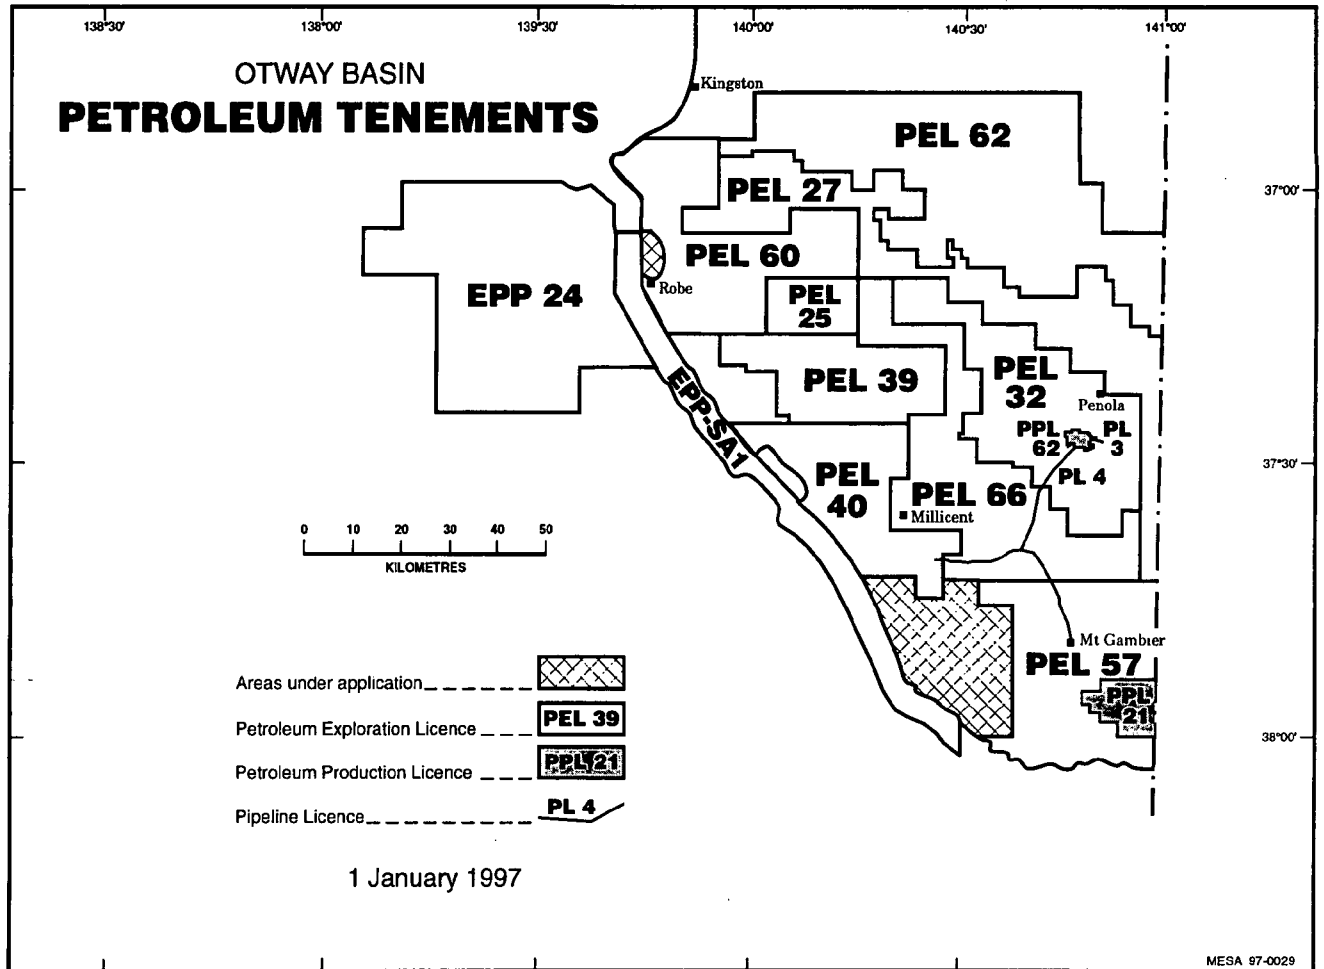 138°30' 138°00' 139°30' 140°00' 140°30' 141°00'
OTWAY BASIN
PETROLEUM TENEMENTS
Kingston
PEL 62
PEL 27
37°00'
PEL 60
EPP 24
Robe
PEL
25
PEL 39
PEL
32
Penola
EPP-SA1
PPL
62
PL
3
37°30'
PL 4
PEL
40
PEL 66
Millicent
0 10 20 30 40 50
KILOMETRES
Mt Gambier
PEL 57
PPL
21
38°00'
Areas under application
Petroleum Exploration Licence PEL 39
Petroleum Production Licence PPL 21
Pipeline Licence PL 4
1 January 1997
MESA 97-0029